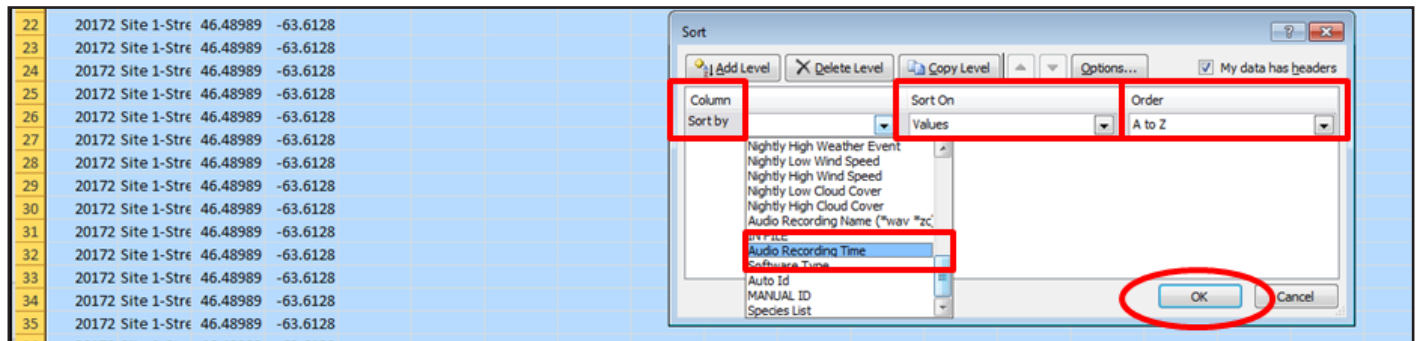 22 20172 Site 1-Stre 46.48989 -63.6128
23 20172 Site 1-Stre 46.48989 -63.6128
24 20172 Site 1-Stre 46.48989 -63.6128
25 20172 Site 1-Stre 46.48989 -63.6128
26 20172 Site 1-Stre 46.48989 -63.6128
27 20172 Site 1-Stre 46.48989 -63.6128
28 20172 Site 1-Stre 46.48989 -63.6128
29 20172 Site 1-Stre 46.48989 -63.6128
30 20172 Site 1-Stre 46.48989 -63.6128
31 20172 Site 1-Stre 46.48989 -63.6128
32 20172 Site 1-Stre 46.48989 -63.6128
33 20172 Site 1-Stre 46.48989 -63.6128
34 20172 Site 1-Stre 46.48989 -63.6128
35 20172 Site 1-Stre 46.48989 -63.6128
Sort
Add Level Delete Level Copy Level Options... My data has headers
Column Sort On Order
Sort by Values A to Z
Nightly High Weather Event
Nightly Low Wind Speed
Nightly High Wind Speed
Nightly Low Cloud Cover
Nightly High Cloud Cover
Audio Recording Name (*wav *zc)
IN FILE
Audio Recording Time
Software Type
Auto Id
MANUAL ID
Species List
OK Cancel